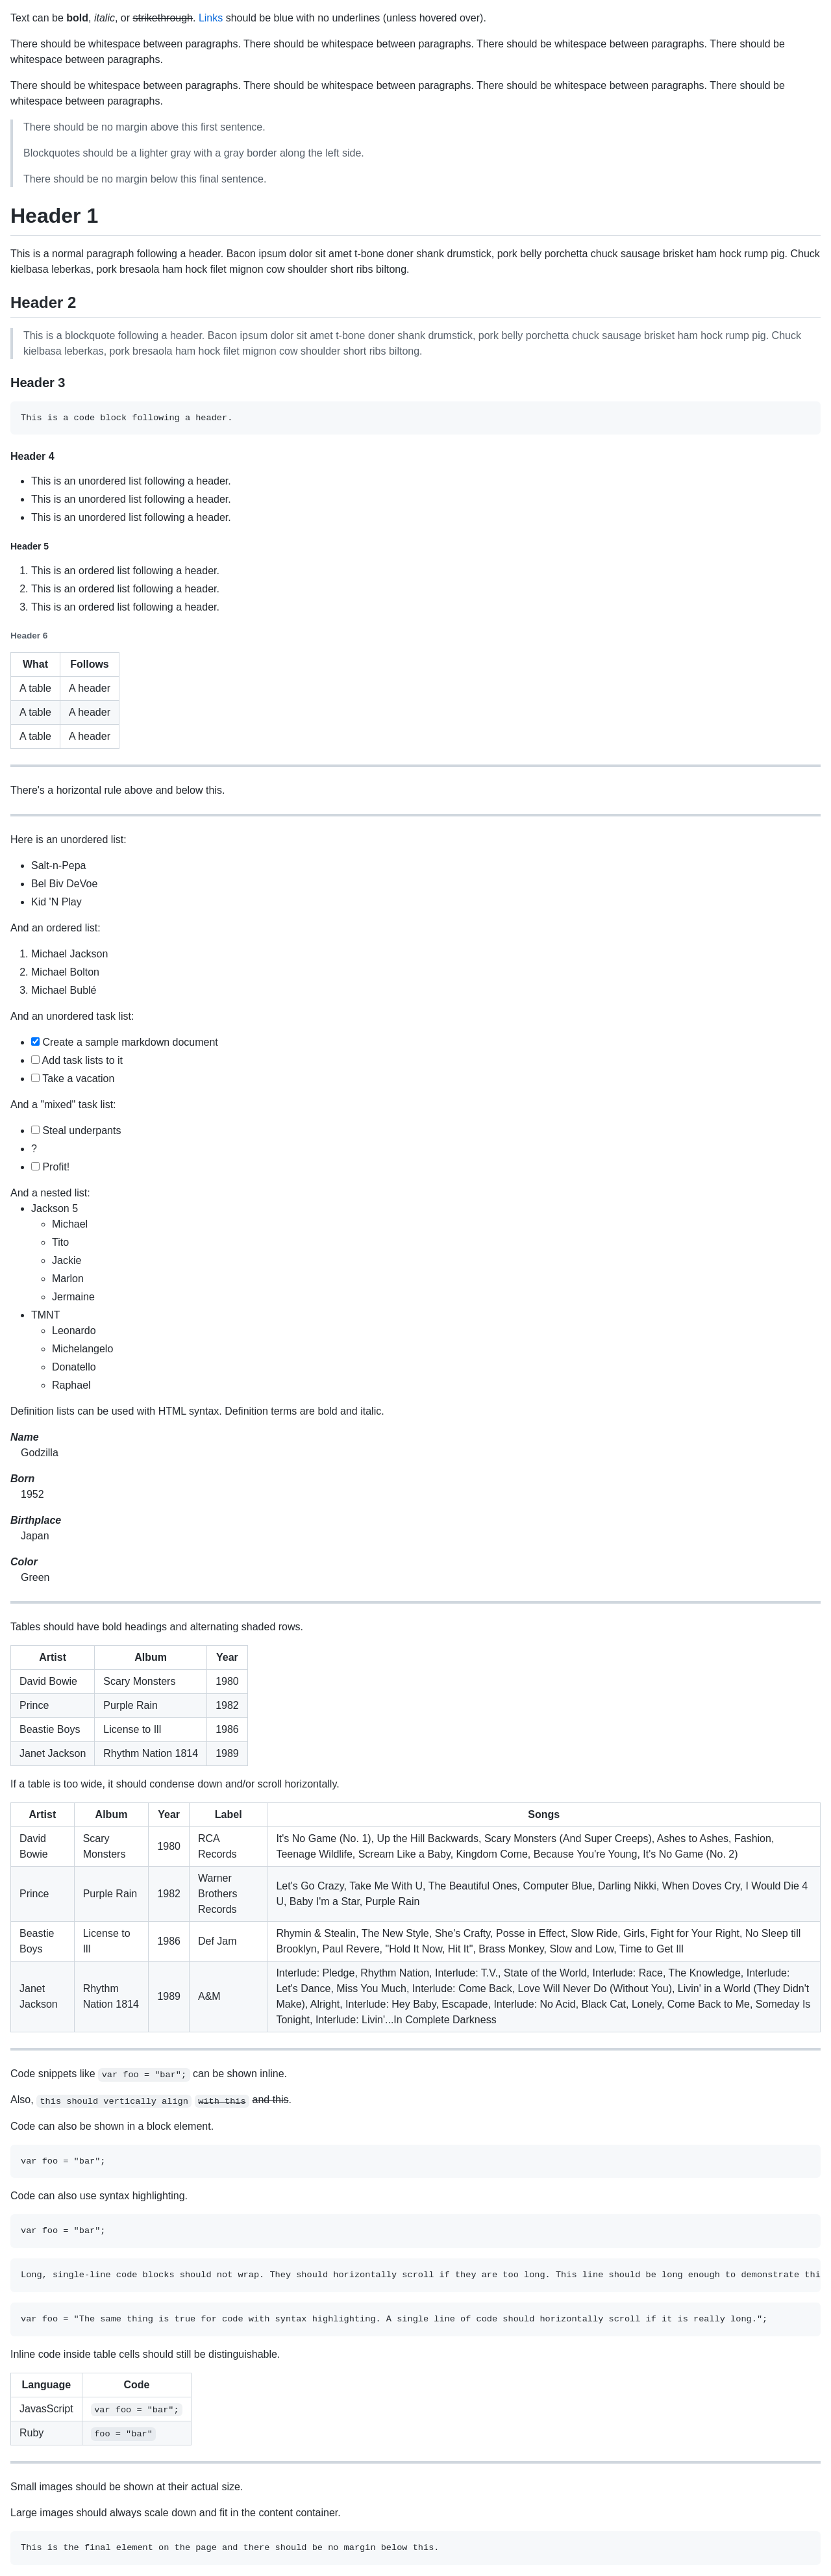 Text can be bold, italic, or strikethrough. Links should be blue with no underlines (unless hovered over).
There should be whitespace between paragraphs. There should be whitespace between paragraphs. There should be whitespace between paragraphs. There should be
whitespace between paragraphs.
There should be whitespace between paragraphs. There should be whitespace between paragraphs. There should be whitespace between paragraphs. There should be
whitespace between paragraphs.
There should be no margin above this first sentence.
Blockquotes should be a lighter gray with a gray border along the left side.
There should be no margin below this final sentence.
Header 1
This is a normal paragraph following a header. Bacon ipsum dolor sit amet t-bone doner shank drumstick, pork belly porchetta chuck sausage brisket ham hock rump pig. Chuck
kielbasa leberkas, pork bresaola ham hock filet mignon cow shoulder short ribs biltong.
Header 2
This is a blockquote following a header. Bacon ipsum dolor sit amet t-bone doner shank drumstick, pork belly porchetta chuck sausage brisket ham hock rump pig. Chuck
kielbasa leberkas, pork bresaola ham hock filet mignon cow shoulder short ribs biltong.
Header 3
This is a code block following a header.
Header 4
• This is an unordered list following a header.
• This is an unordered list following a header.
• This is an unordered list following a header.
Header 5
1. This is an ordered list following a header.
2. This is an ordered list following a header.
3. This is an ordered list following a header.
Header 6
What Follows
A table A header
A table A header
A table A header
There's a horizontal rule above and below this.
Here is an unordered list:
• Salt-n-Pepa
• Bel Biv DeVoe
• Kid 'N Play
And an ordered list:
1. Michael Jackson
2. Michael Bolton
3. Michael Bublé
And an unordered task list:
• Create a sample markdown document
• Add task lists to it
• Take a vacation
And a "mixed" task list:
• Steal underpants
• ?
• Profit!
And a nested list:
• Jackson 5
◦ Michael
◦ Tito
◦ Jackie
◦ Marlon
◦ Jermaine
• TMNT
◦ Leonardo
◦ Michelangelo
◦ Donatello
◦ Raphael
Definition lists can be used with HTML syntax. Definition terms are bold and italic.
Name
Godzilla
Born
1952
Birthplace
Japan
Color
Green
Tables should have bold headings and alternating shaded rows.
Artist Album Year
David Bowie Scary Monsters 1980
Prince Purple Rain 1982
Beastie Boys License to Ill 1986
Janet Jackson Rhythm Nation 1814 1989
If a table is too wide, it should condense down and/or scroll horizontally.
Artist Album Year Label Songs
David
Bowie
Scary
Monsters
1980
RCA
Records
It's No Game (No. 1), Up the Hill Backwards, Scary Monsters (And Super Creeps), Ashes to Ashes, Fashion,
Teenage Wildlife, Scream Like a Baby, Kingdom Come, Because You're Young, It's No Game (No. 2)
Prince
Purple Rain
1982
Warner
Brothers
Records
Let's Go Crazy, Take Me With U, The Beautiful Ones, Computer Blue, Darling Nikki, When Doves Cry, I Would Die 4
U, Baby I'm a Star, Purple Rain
Beastie
Boys
License to
Ill
1986
Def Jam
Rhymin & Stealin, The New Style, She's Crafty, Posse in Effect, Slow Ride, Girls, Fight for Your Right, No Sleep till
Brooklyn, Paul Revere, "Hold It Now, Hit It", Brass Monkey, Slow and Low, Time to Get Ill
Janet
Jackson
Rhythm
Nation 1814
1989
A&M
Interlude: Pledge, Rhythm Nation, Interlude: T.V., State of the World, Interlude: Race, The Knowledge, Interlude:
Let's Dance, Miss You Much, Interlude: Come Back, Love Will Never Do (Without You), Livin' in a World (They Didn't
Make), Alright, Interlude: Hey Baby, Escapade, Interlude: No Acid, Black Cat, Lonely, Come Back to Me, Someday Is
Tonight, Interlude: Livin'...In Complete Darkness
Code snippets like var foo = "bar"; can be shown inline.
Also, this should vertically align with this and this.
Code can also be shown in a block element.
var foo = "bar";
Code can also use syntax highlighting.
var foo = "bar";
Long, single-line code blocks should not wrap. They should horizontally scroll if they are too long. This line should be long enough to demonstrate thi
var foo = "The same thing is true for code with syntax highlighting. A single line of code should horizontally scroll if it is really long.";
Inline code inside table cells should still be distinguishable.
Language Code
JavasScript var foo = "bar";
Ruby foo = "bar"
Small images should be shown at their actual size.
Large images should always scale down and fit in the content container.
This is the final element on the page and there should be no margin below this.